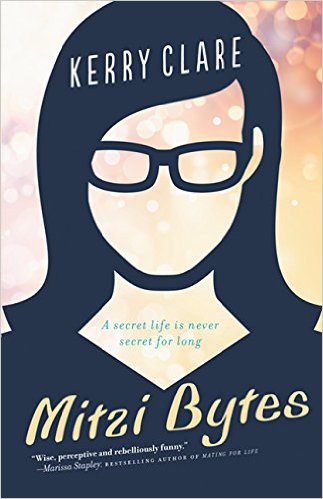 KERRY CLARE
A secret life is never
secret for long
Mitzi Bytes
"Wise, perceptive and rebelliously funny."
—Marissa Stapley, BESTSELLING AUTHOR OF MATING FOR LIFE